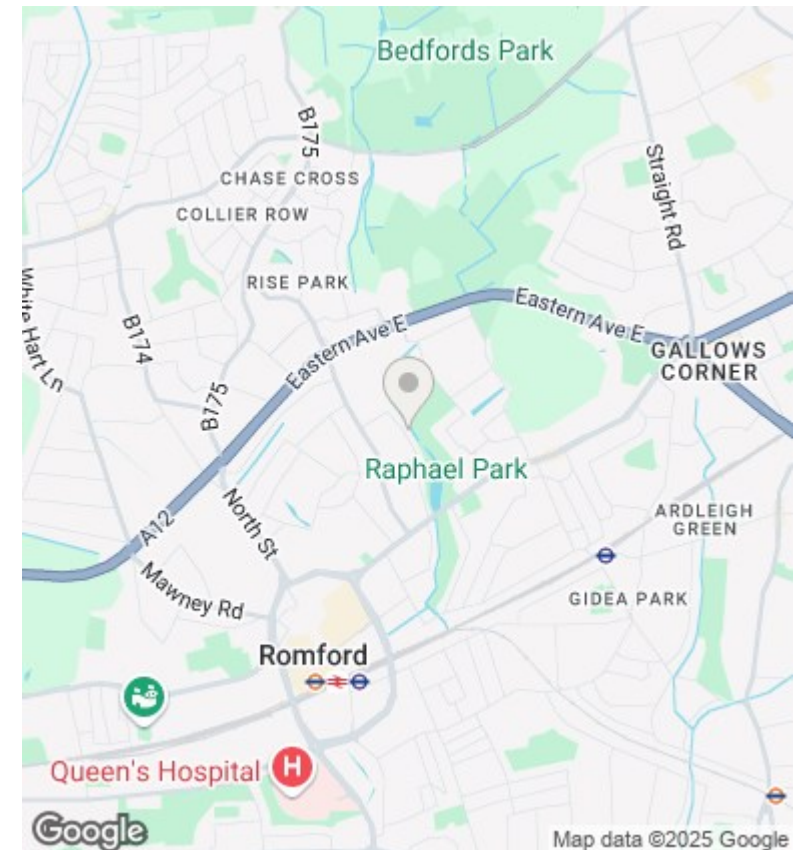 Bedfords Park
B175
Straight Rd
CHASE CROSS
COLLIER ROW
RISE PARK
White Hart Ln
B174
Eastern Ave E
Eastern Ave E
GALLOWS
CORNER
B175
Raphael Park
North St
A12
ARDLEIGH
GREEN
Mawney Rd
GIDEA PARK
Romford
Queen's Hospital
H
Google
Map data ©2025 Google